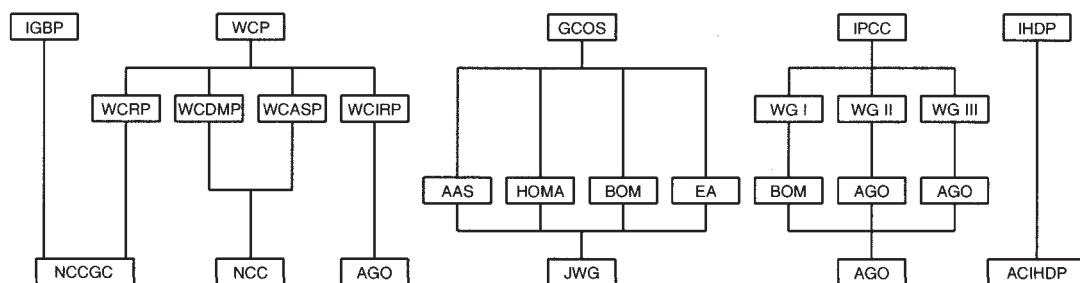 IGBP WCP GCOS IPCC IHDP
WCRP WCDMP WCASP WCIRP WG I WG II WG III
AAS HOMA BOM EA BOM AGO AGO
NCCGC NCC AGO JWG AGO ACIHDP